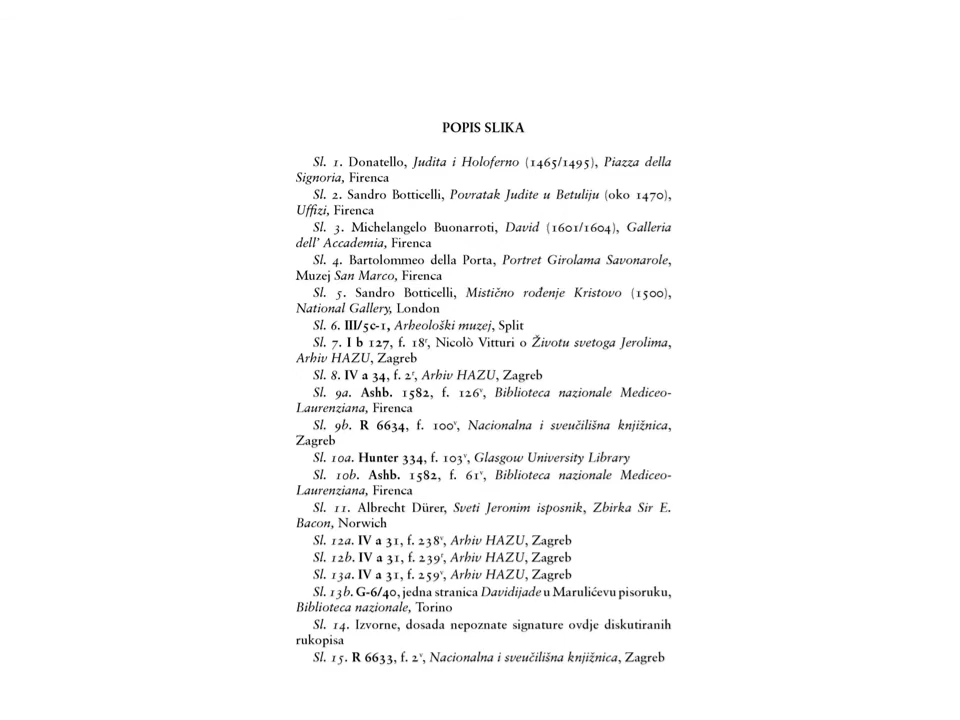 POPIS SLIKA
Sl. 1. Donatello, Judita i Holoferno (1465/1495), Piazza della
Signoria, Firenca
Sl. 2. Sandro Botticelli, Povratak Judite u Betuliju (oko 1470),
Uffizi, Firenca
Sl. 3. Michelangelo Buonarroti, David (1601/1604), Galleria
dell’ Accademia, Firenca
Sl. 4. Bartolommeo della Porta, Portret Girolama Savonarole,
Muzej San Marco, Firenca
Sl. 5. Sandro Botticelli, Mistično rođenje Kristovo (1500),
National Gallery, London
Sl. 6. III/5c-1, Arheološki muzej, Split
Sl. 7. I b 127, f. 18ʳ, Nicolò Vitturi o Životu svetoga Jerolima,
Arhiv HAZU, Zagreb
Sl. 8. IV a 34, f. 2ʳ, Arhiv HAZU, Zagreb
Sl. 9a. Ashb. 1582, f. 126ᵛ, Biblioteca nazionale Mediceo-
Laurenziana, Firenca
Sl. 9b. R 6634, f. 100ᵛ, Nacionalna i sveučilišna knjižnica,
Zagreb
Sl. 10a. Hunter 334, f. 103ᵛ, Glasgow University Library
Sl. 10b. Ashb. 1582, f. 61ᵛ, Biblioteca nazionale Mediceo-
Laurenziana, Firenca
Sl. 11. Albrecht Dürer, Sveti Jeronim isposnik, Zbirka Sir E.
Bacon, Norwich
Sl. 12a. IV a 31, f. 238ᵛ, Arhiv HAZU, Zagreb
Sl. 12b. IV a 31, f. 239ʳ, Arhiv HAZU, Zagreb
Sl. 13a. IV a 31, f. 259ᵛ, Arhiv HAZU, Zagreb
Sl. 13b. G-6/40, jedna stranica Davidijade u Marulićevu pisoruku,
Biblioteca nazionale, Torino
Sl. 14. Izvorne, dosada nepoznate signature ovdje diskutiranih
rukopisa
Sl. 15. R 6633, f. 2ᵛ, Nacionalna i sveučilišna knjižnica, Zagreb